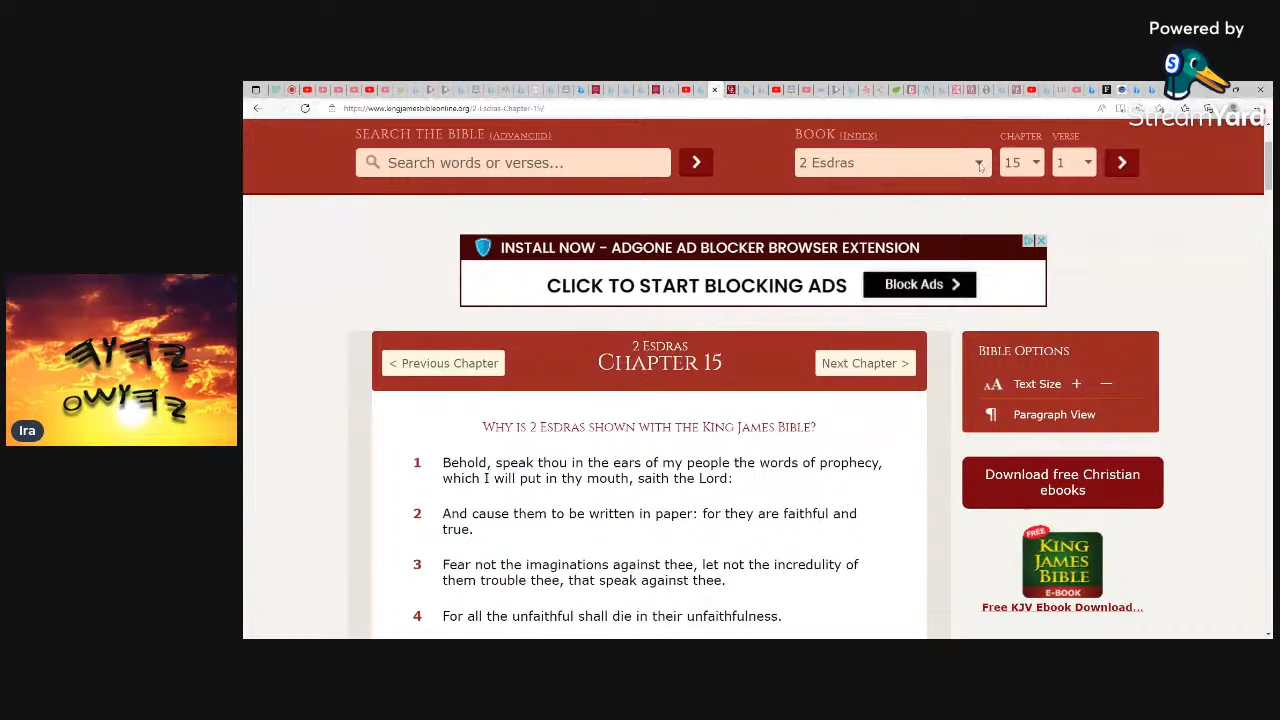 Powered by
S
StreamYard
https://www.kingjamesbibleonline.org/2-Esdras-Chapter-15/
SEARCH THE BIBLE (ADVANCED)
Search words or verses...
BOOK (INDEX)
CHAPTER
VERSE
2 Esdras
15
1
INSTALL NOW - ADGONE AD BLOCKER BROWSER EXTENSION
CLICK TO START BLOCKING ADS
Block Ads
< Previous Chapter
2 ESDRAS
CHAPTER 15
Next Chapter >
WHY IS 2 ESDRAS SHOWN WITH THE KING JAMES BIBLE?
1 Behold, speak thou in the ears of my people the words of prophecy,
which I will put in thy mouth, saith the Lord:
2 And cause them to be written in paper: for they are faithful and
true.
3 Fear not the imaginations against thee, let not the incredulity of
them trouble thee, that speak against thee.
4 For all the unfaithful shall die in their unfaithfulness.
BIBLE OPTIONS
AA Text Size + —
¶ Paragraph View
Download free Christian
ebooks
FREE
KING
JAMES
BIBLE
E-BOOK
Free KJV Ebook Download...
𐤉𐤄𐤅𐤄
𐤉𐤄𐤅𐤔𐤏
Ira